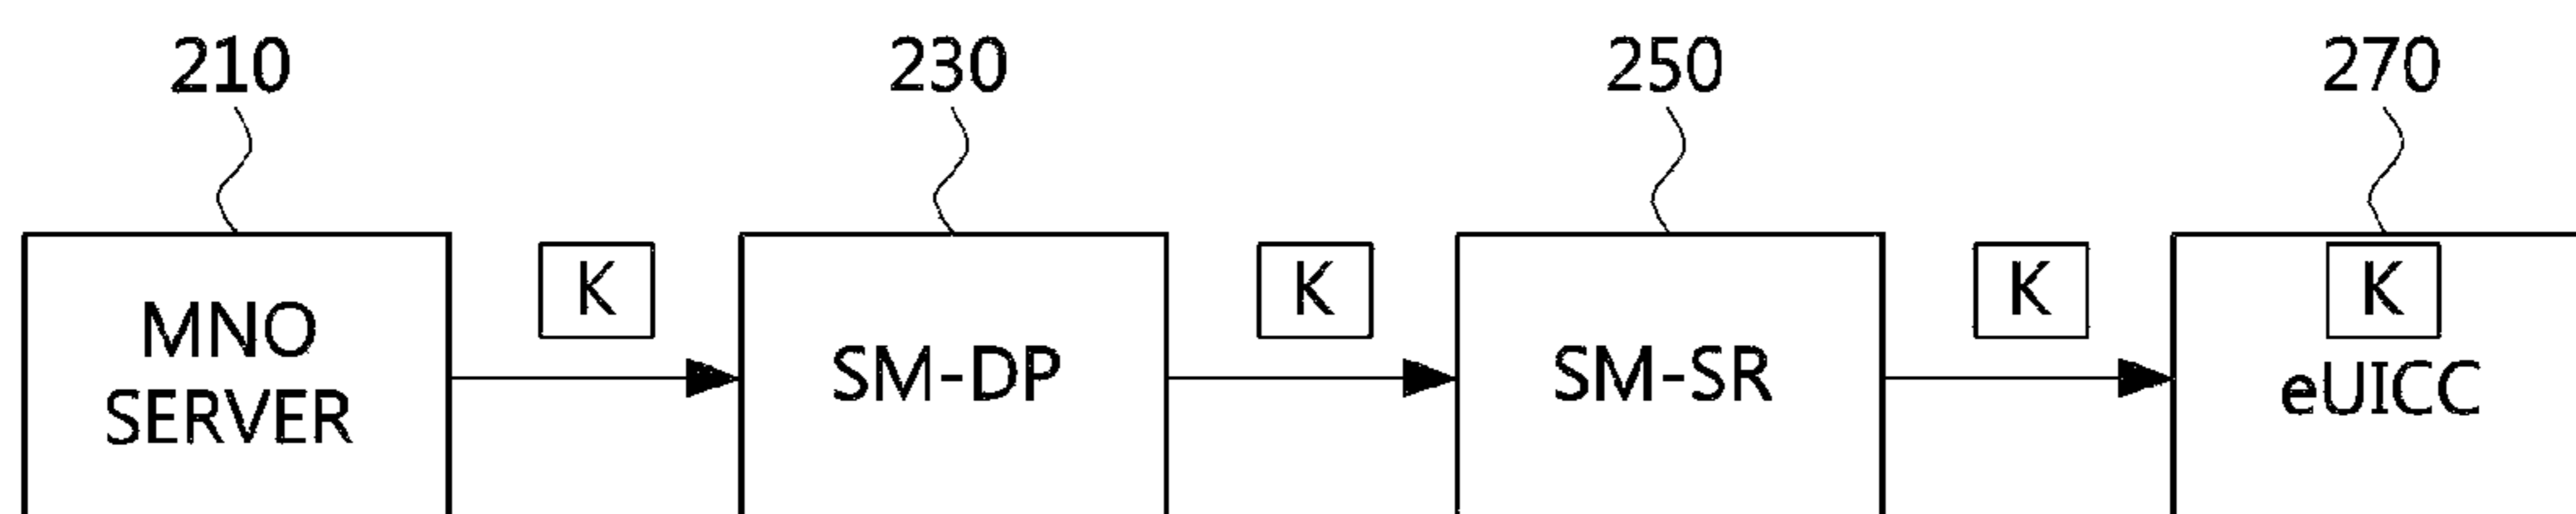 210 230 250 270
K K K K
MNO
SERVER
SM-DP
SM-SR
eUICC